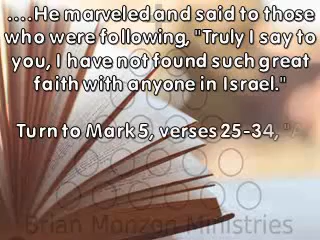 ....He marveled and said to those
who were following, "Truly I say to
you, I have not found such great
faith with anyone in Israel."
Turn to Mark 5, verses 25-34, "A
Brian Monzon Ministries